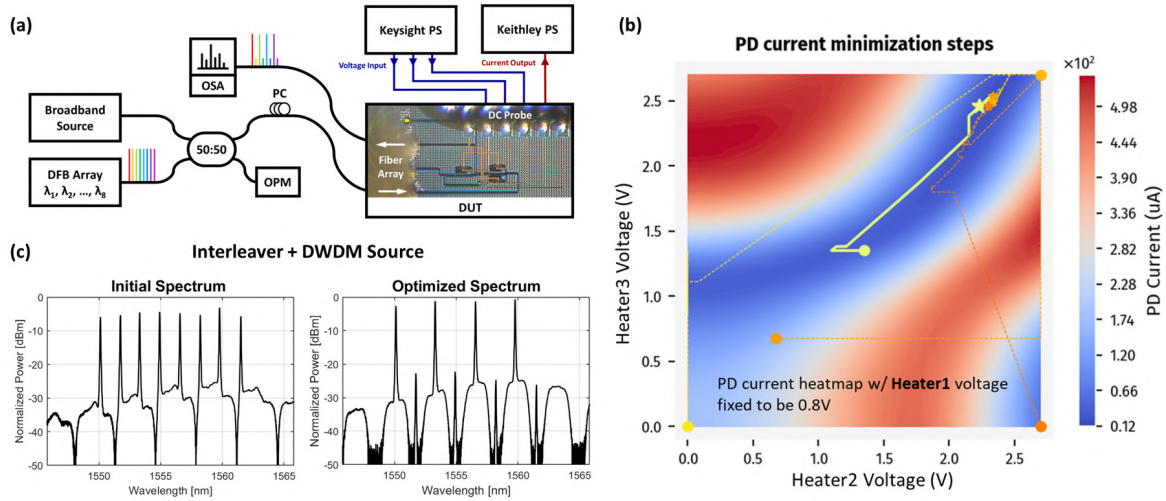 (a)
Keysight PS
Keithley PS
Voltage Input
Current Output
OSA
PC
Broadband
Source
50:50
DFB Array
λ1, λ2, ..., λ8
OPM
DC Probe
Fiber
Array
DUT
(b)
PD current minimization steps
×10²
Heater3 Voltage (V)
2.5
2.0
1.5
1.0
0.5
0.0
PD current heatmap w/ Heater1 voltage
fixed to be 0.8V
0.0 0.5 1.0 1.5 2.0 2.5
Heater2 Voltage (V)
4.98
4.44
3.90
3.36
2.82
2.28
1.74
1.20
0.66
0.12
PD Current (uA)
(c)
Interleaver + DWDM Source
Initial Spectrum
Normalized Power [dBm]
0
-10
-20
-30
-40
-50
1550 1555 1560 1565
Wavelength [nm]
Optimized Spectrum
Normalized Power [dBm]
0
-10
-20
-30
-40
-50
1550 1555 1560 1565
Wavelength [nm]